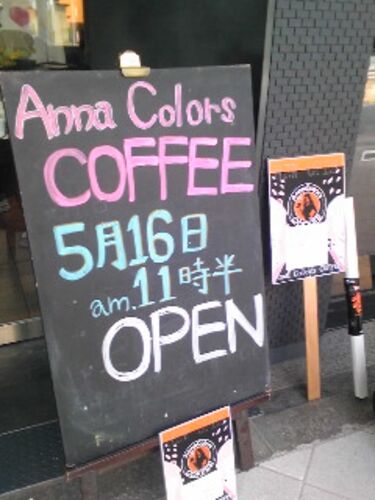 Anna Colors
COFFEE
5月16日
am.11時半
OPEN